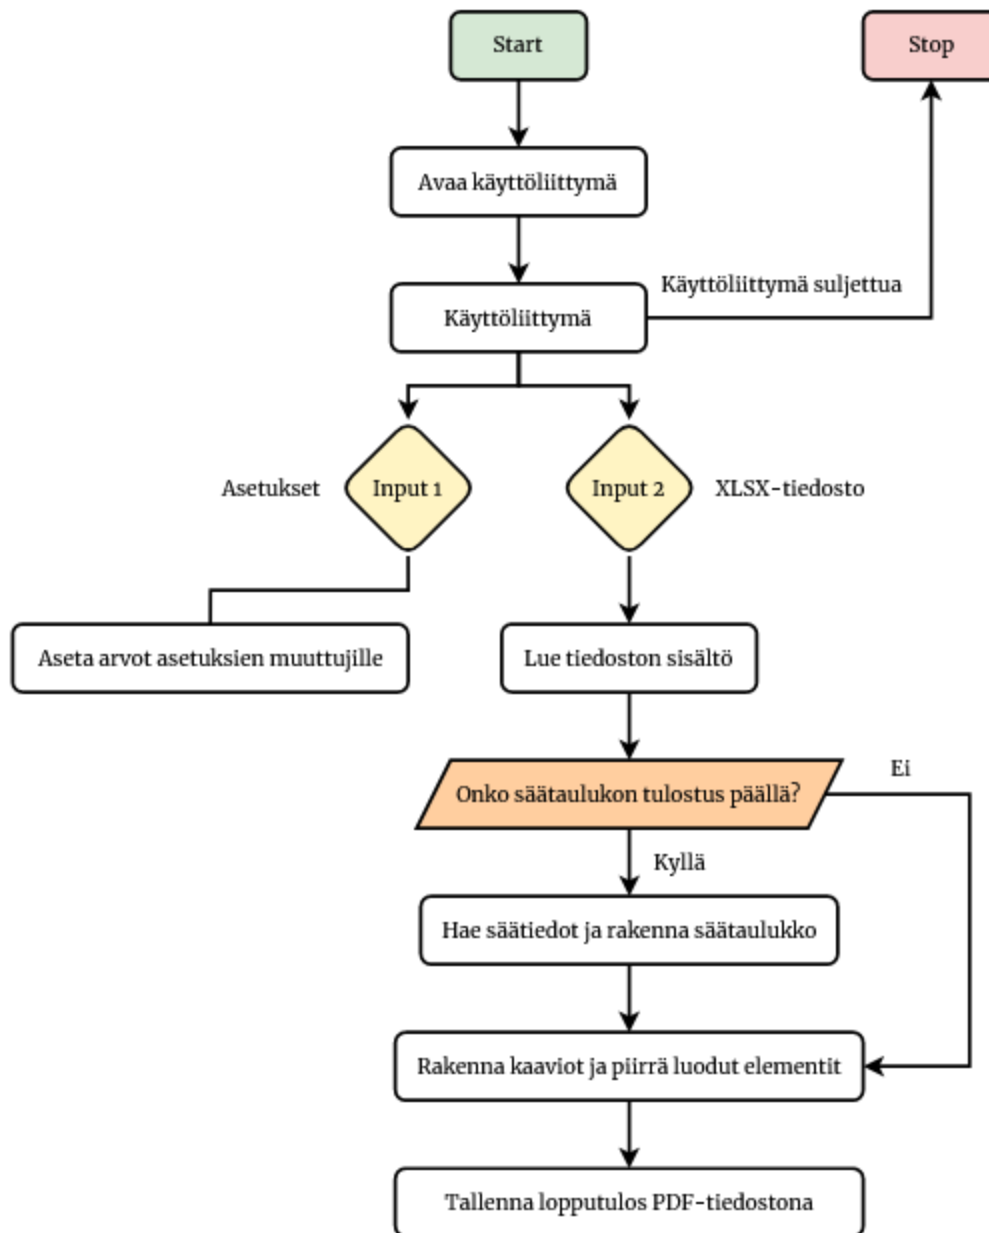 Start
Stop
Avaa käyttöliittymä
Käyttöliittymä suljettua
Käyttöliittymä
Asetukset
Input 1
Input 2
XLSX-tiedosto
Aseta arvot asetuksien muuttujille
Lue tiedoston sisältö
Onko säätaulukon tulostus päällä?
Ei
Kyllä
Hae säätiedot ja rakenna säätaulukko
Rakenna kaaviot ja piirrä luodut elementit
Tallenna lopputulos PDF-tiedostona